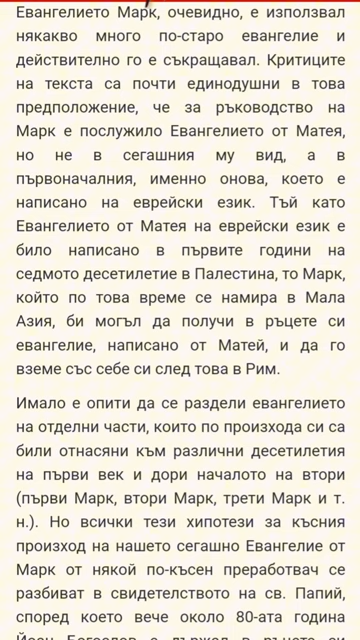 Евангелието Марк, очевидно, е използвал
някакво много по-старо евангелие и
действително го е съкращавал. Критиците
на текста са почти единодушни в това
предположение, че за ръководство на
Марк е послужило Евангелието от Матея,
но не в сегашния му вид, а в
първоначалния, именно онова, което е
написано на еврейски език. Тъй като
Евангелието от Матея на еврейски език е
било написано в първите години на
седмото десетилетие в Палестина, то Марк,
който по това време се намира в Мала
Азия, би могъл да получи в ръцете си
евангелие, написано от Матей, и да го
вземе със себе си след това в Рим.
Имало е опити да се раздели евангелието
на отделни части, които по произхода си са
били отнасяни към различни десетилетия
на първи век и дори началото на втори
(първи Марк, втори Марк, трети Марк и т.
н.). Но всички тези хипотези за късния
произход на нашето сегашно Евангелие от
Марк от някой по-късен преработвач се
разбиват в свидетелството на св. Папий,
според което вече около 80-ата година
Йоан Богослов е държал в ръцете си